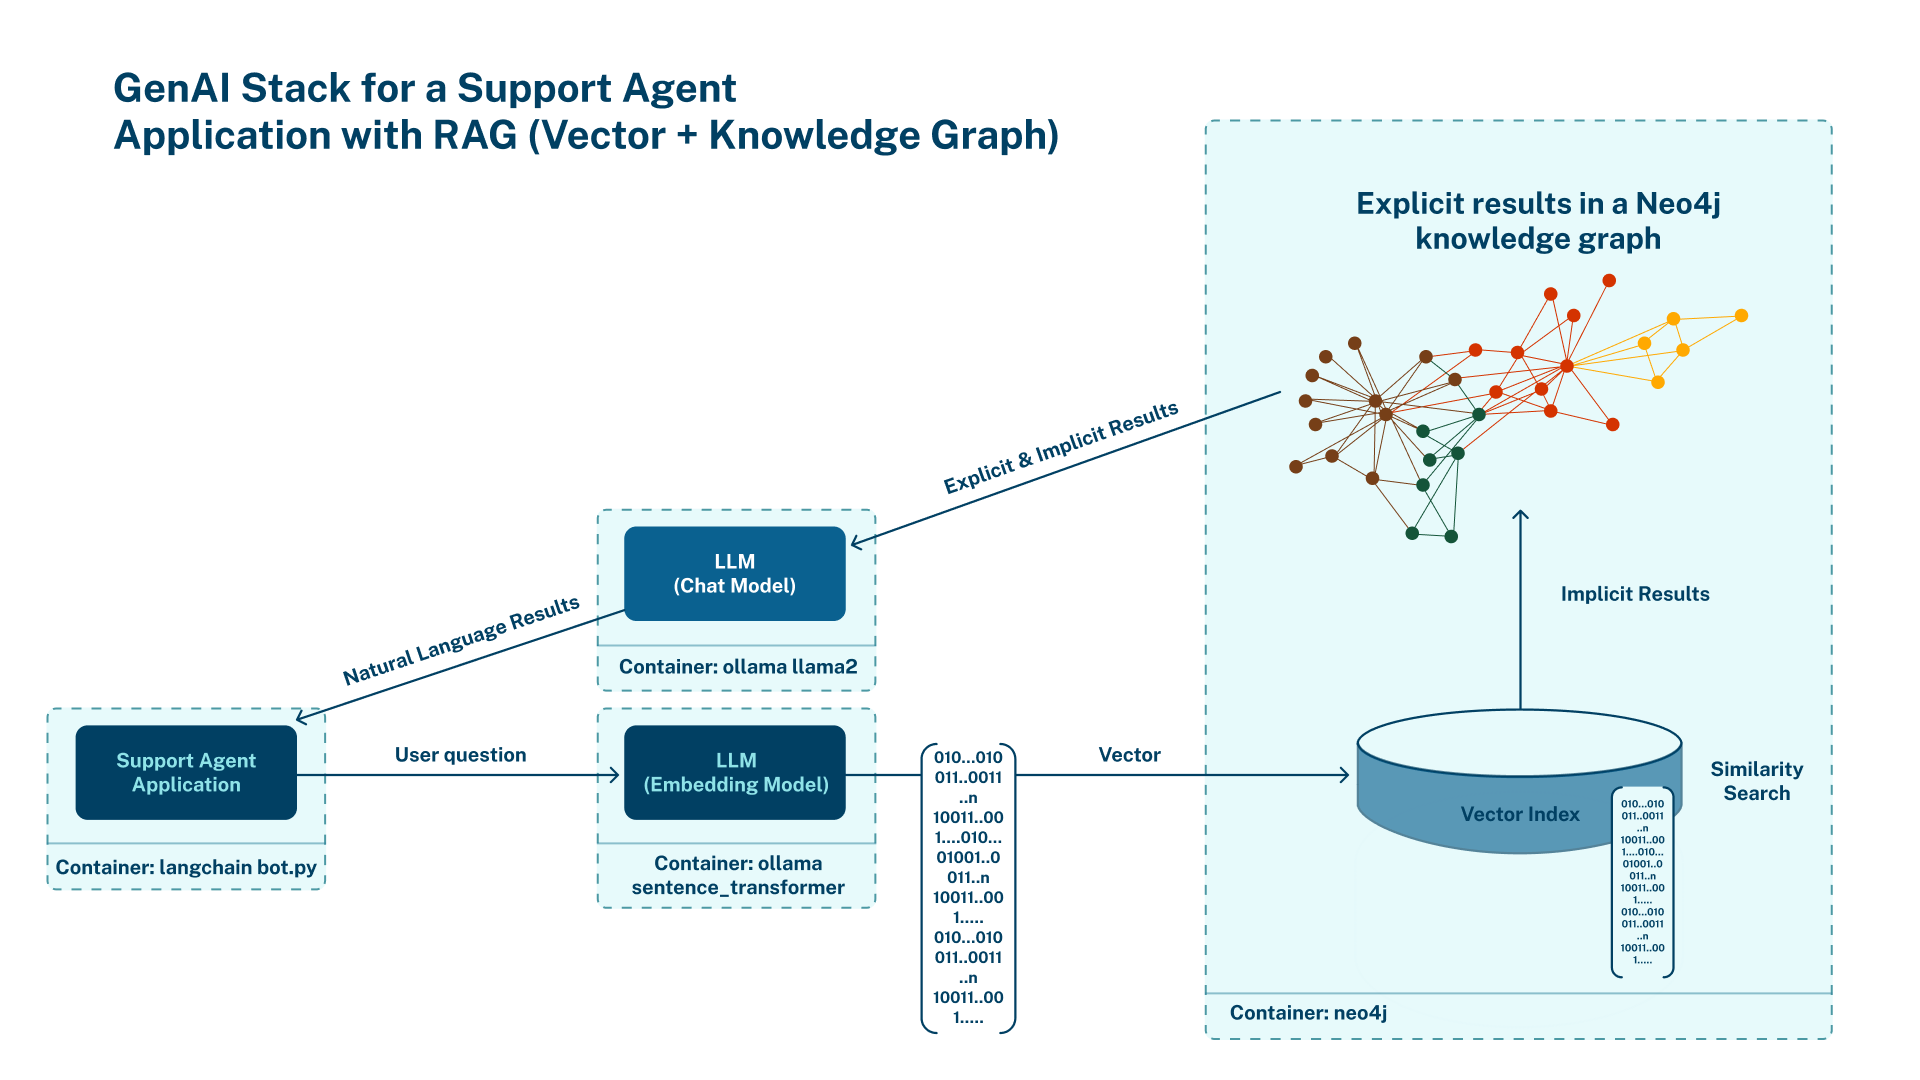 GenAI Stack for a Support Agent
Application with RAG (Vector + Knowledge Graph)
Explicit results in a Neo4j
knowledge graph
Explicit & Implicit Results
LLM
(Chat Model)
Container: ollama llama2
Natural Language Results
Implicit Results
Support Agent
Application
Container: langchain bot.py
User question
LLM
(Embedding Model)
Container: ollama
sentence_transformer
010...010
011..0011
..n
10011..00
1....010...
01001..0
011..n
10011..00
1.....
010...010
011..0011
..n
10011..00
1.....
Vector
Vector Index
Similarity
Search
010...010
011..0011
..n
10011..00
1....010...
01001..0
011..n
10011..00
1.....
010...010
011..0011
..n
10011..00
1.....
Container: neo4j